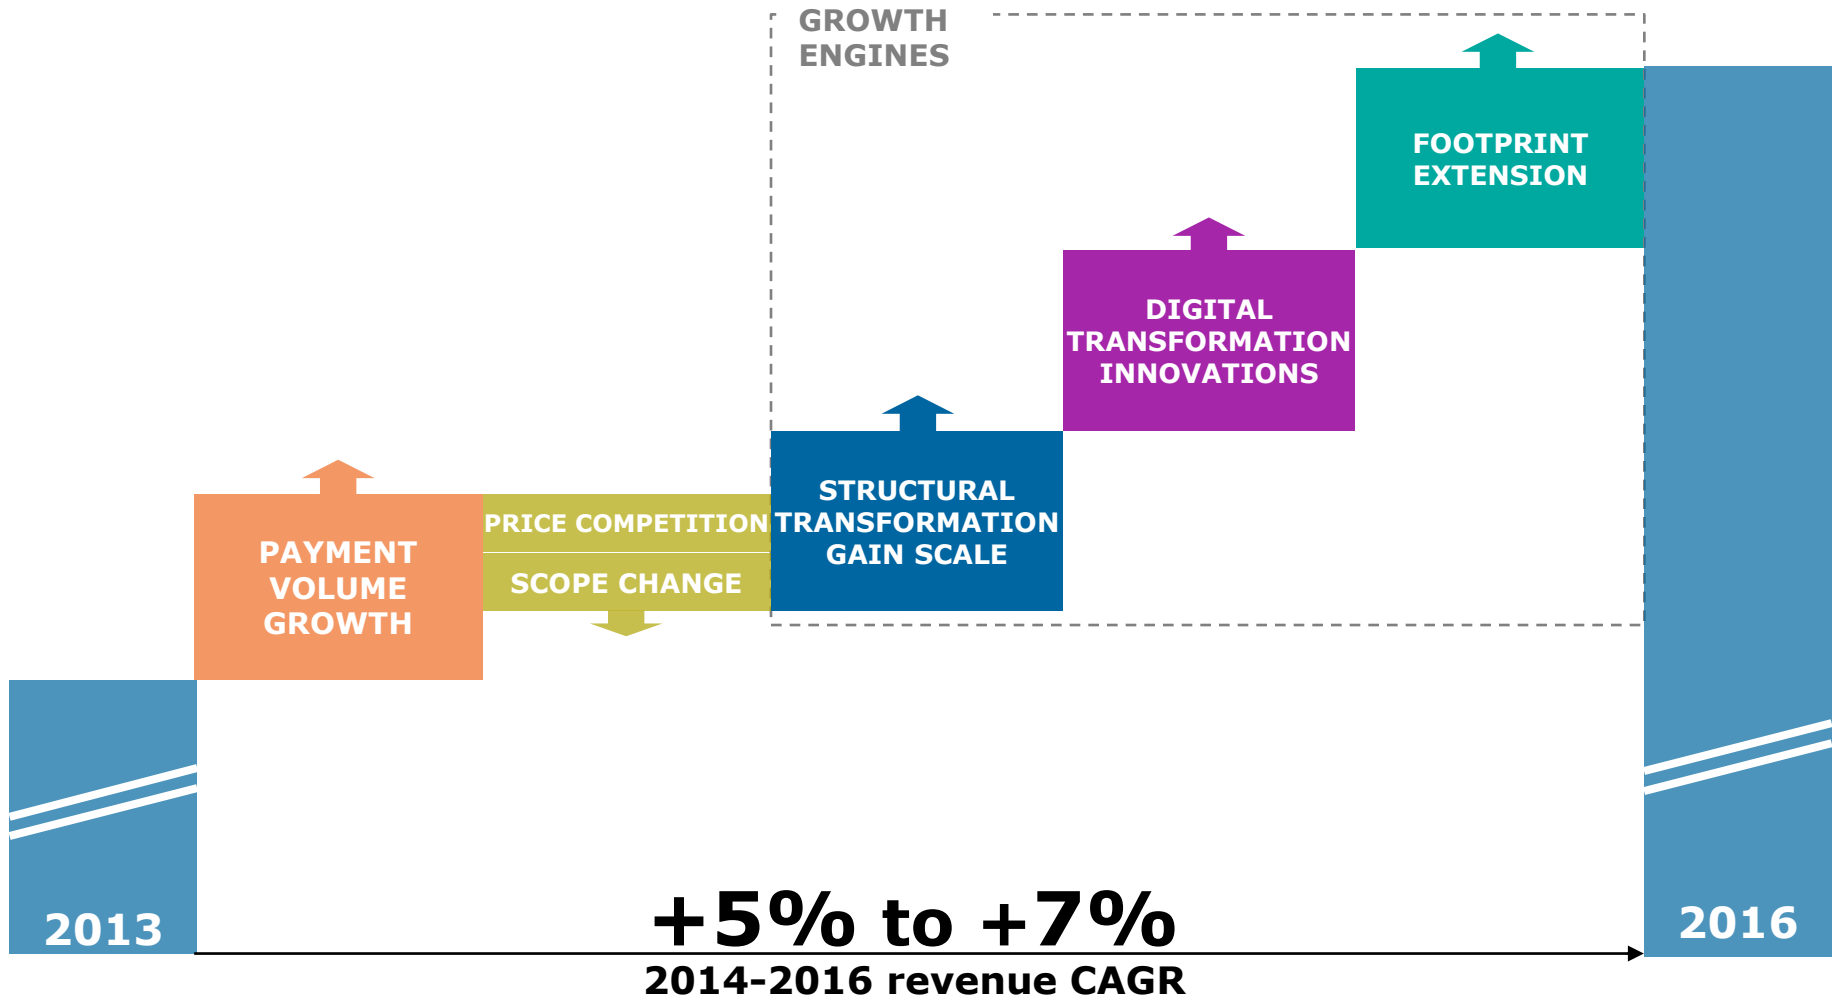 GROWTH
ENGINES
FOOTPRINT
EXTENSION
DIGITAL
TRANSFORMATION
INNOVATIONS
STRUCTURAL
TRANSFORMATION
GAIN SCALE
PRICE COMPETITION
SCOPE CHANGE
PAYMENT
VOLUME
GROWTH
2013
+5% to +7%
2016
2014-2016 revenue CAGR